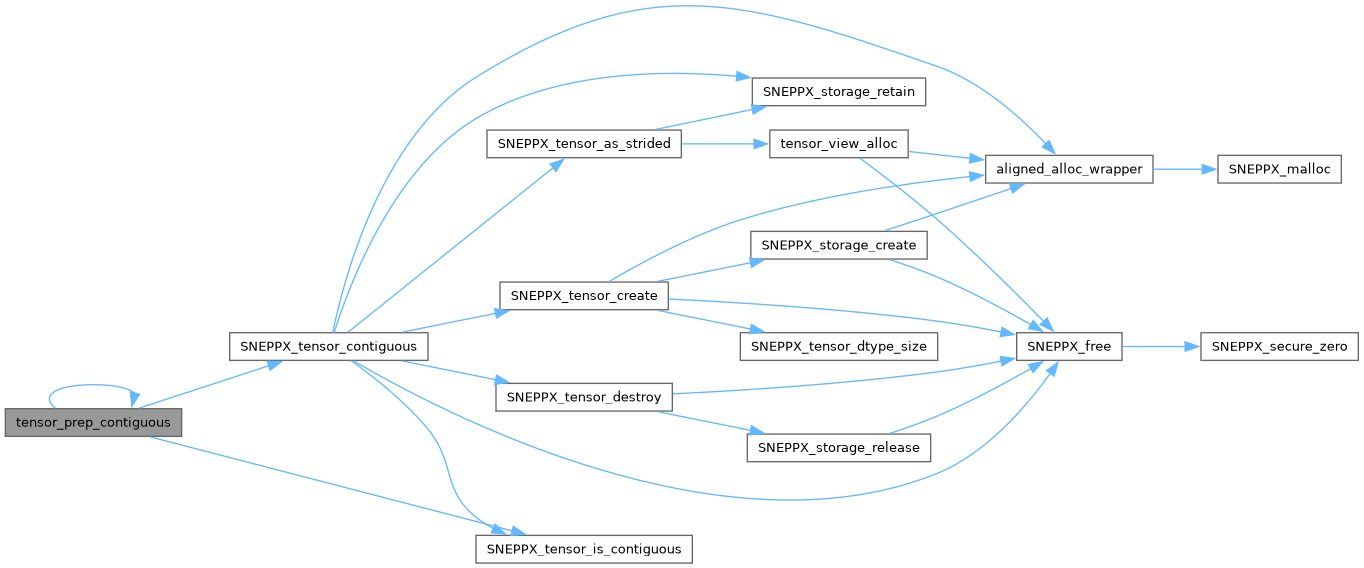 SNEPPX_storage_retain
SNEPPX_tensor_as_strided
tensor_view_alloc
aligned_alloc_wrapper
SNEPPX_malloc
SNEPPX_storage_create
SNEPPX_tensor_create
SNEPPX_tensor_contiguous
SNEPPX_tensor_dtype_size
SNEPPX_free
SNEPPX_secure_zero
SNEPPX_tensor_destroy
tensor_prep_contiguous
SNEPPX_storage_release
SNEPPX_tensor_is_contiguous